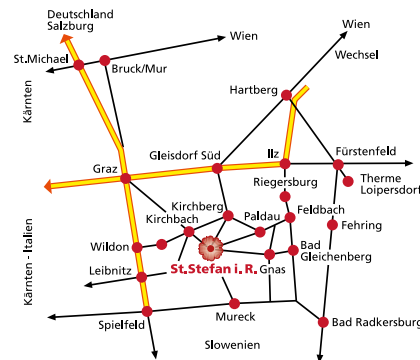 Deutschland
Salzburg
Wien
Wien
St.Michael
Bruck/Mur
Wechsel
Hartberg
Kärnten
Gleisdorf Süd
Ilz
Fürstenfeld
Graz
Riegersburg
Therme
Loipersdorf
Kirchberg
Kirchbach
Paldau
Feldbach
Fehring
Wildon
Bad
Gleichenberg
St.Stefan i. R.
Gnas
Leibnitz
Kärnten - Italien
Mureck
Spielfeld
Bad Radkersburg
Slowenien